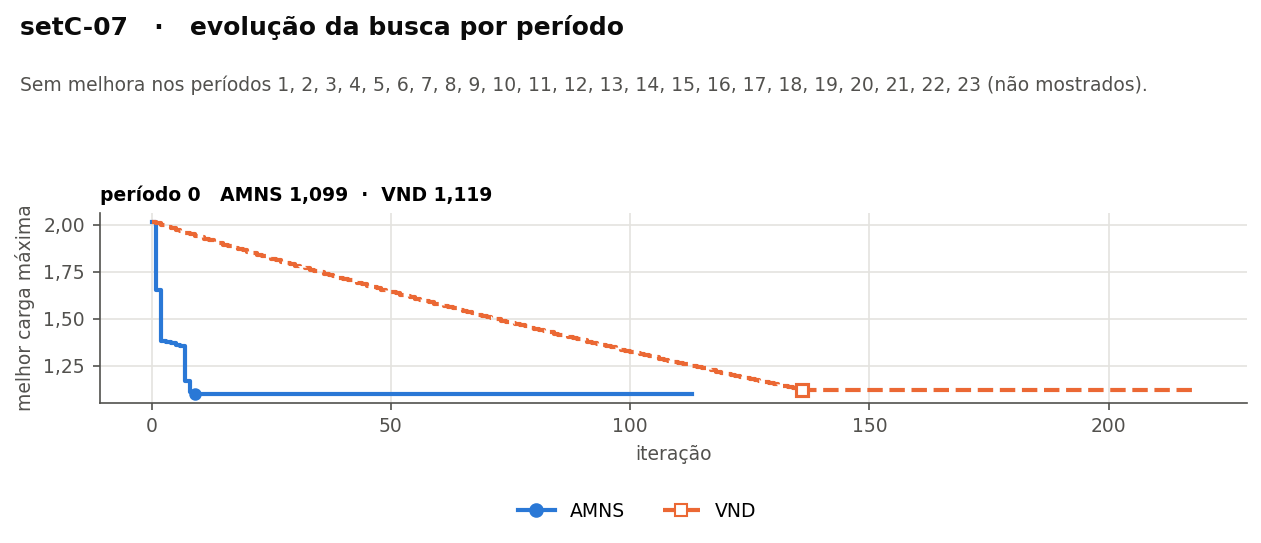 setC-07 · evolução da busca por período
Sem melhora nos períodos 1, 2, 3, 4, 5, 6, 7, 8, 9, 10, 11, 12, 13, 14, 15, 16, 17, 18, 19, 20, 21, 22, 23 (não mostrados).
período 0 AMNS 1,099 · VND 1,119
melhor carga máxima
2,00
1,75
1,50
1,25
0 50 100 150 200
iteração
AMNS VND